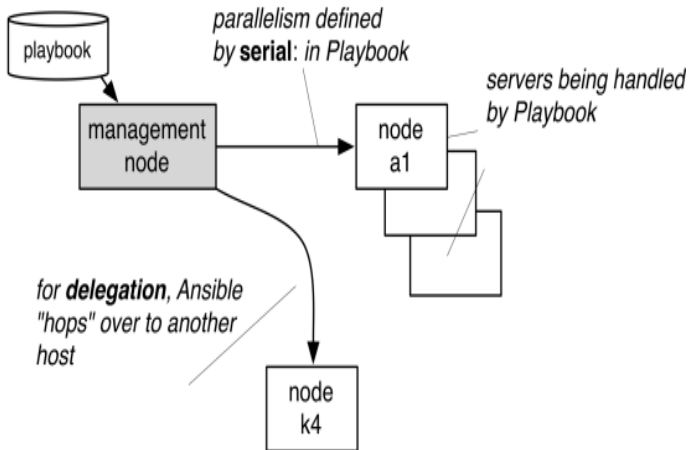 playbook
parallelism defined
by serial: in Playbook
servers being handled
by Playbook
management
node
node
a1
for delegation, Ansible
"hops" over to another
host
node
k4